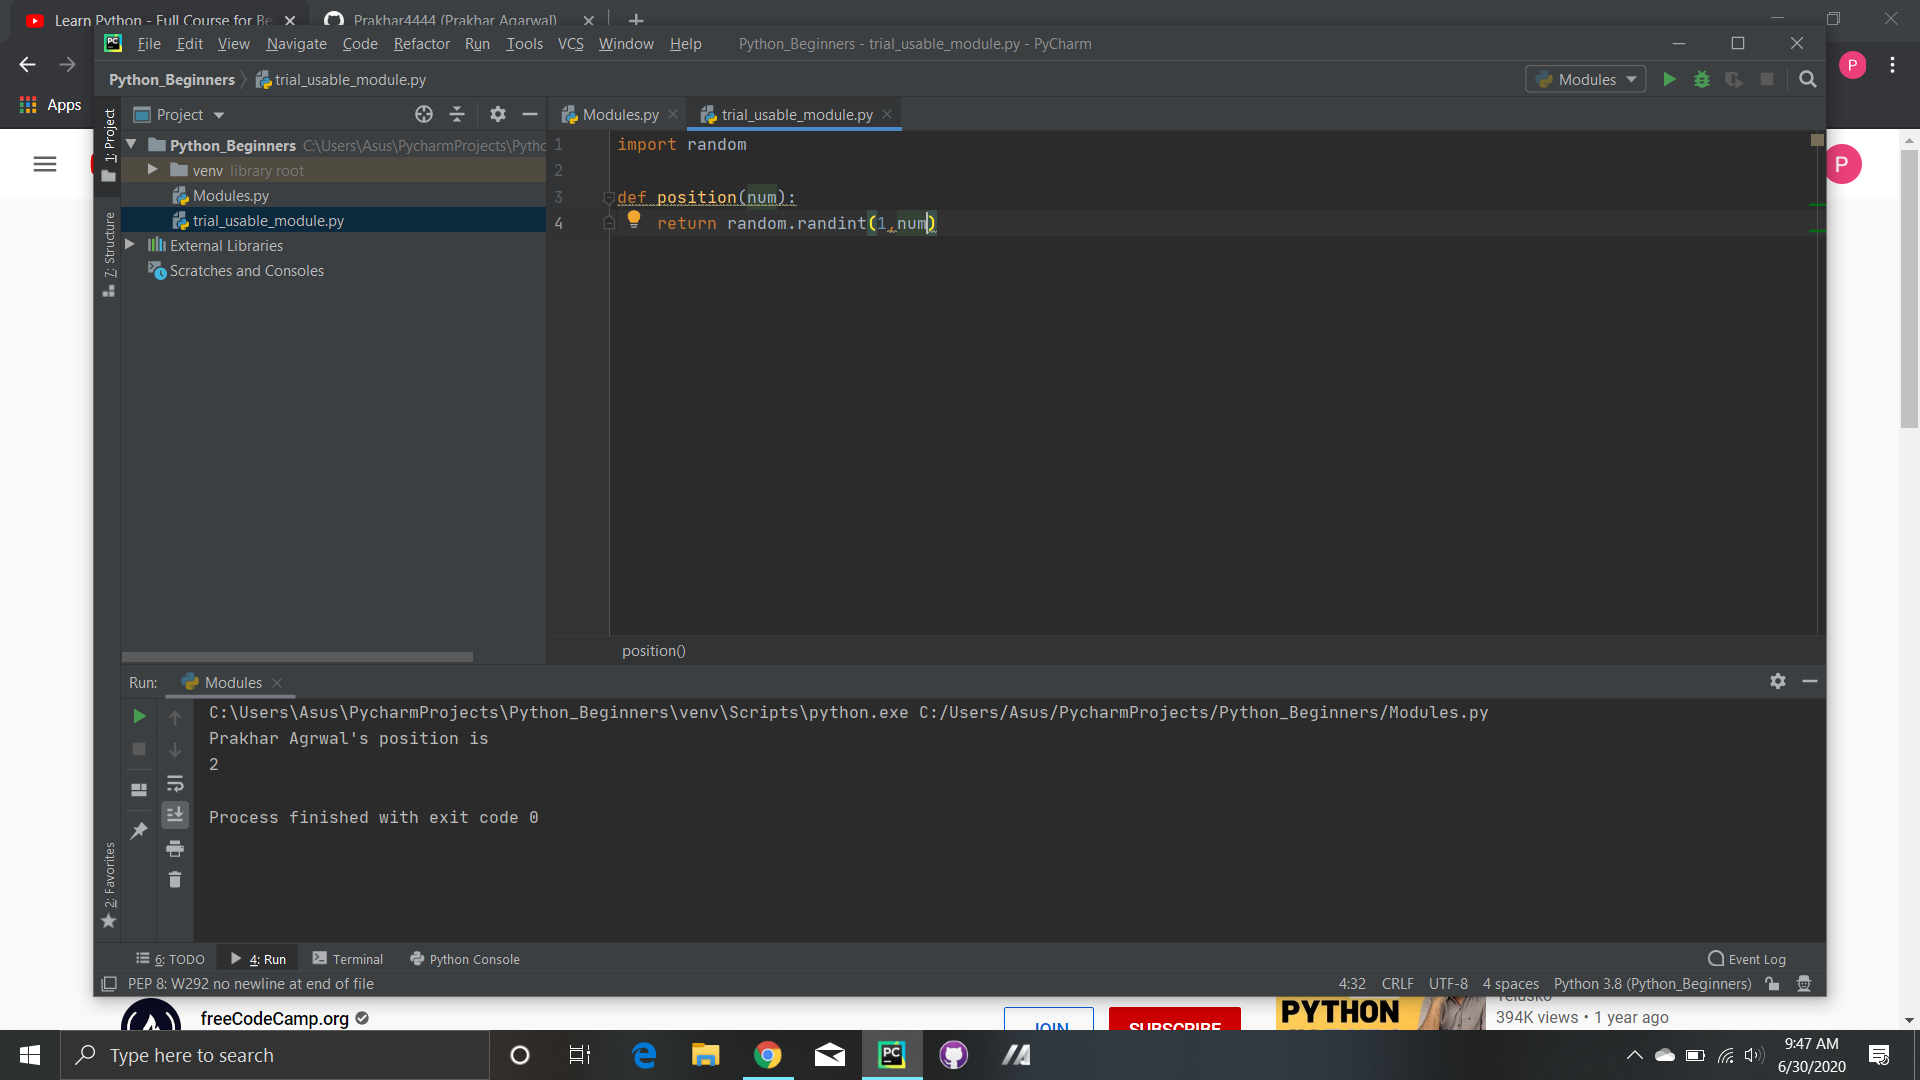 Learn Python - Full Course for Be
Prakhar4444 (Prakhar Agarwal)
File Edit View Navigate Code Refactor Run Tools VCS Window Help
Python_Beginners - trial_usable_module.py - PyCharm
P
Python_Beginners trial_usable_module.py
Modules
Apps
1: Project
Project
Modules.py
trial_usable_module.py
Python_Beginners C:\Users\Asus\PycharmProjects\Pytho
venv library root
Modules.py
trial_usable_module.py
External Libraries
Scratches and Consoles
7: Structure
1 import random
2
3 def position(num):
4 return random.randint(1,num)
P
position()
Run: Modules
C:\Users\Asus\PycharmProjects\Python_Beginners\venv\Scripts\python.exe C:/Users/Asus/PycharmProjects/Python_Beginners/Modules.py
Prakhar Agrwal's position is
2
Process finished with exit code 0
2: Favorites
6: TODO 4: Run Terminal Python Console
Event Log
PEP 8: W292 no newline at end of file
4:32 CRLF UTF-8 4 spaces Python 3.8 (Python_Beginners)
freeCodeCamp.org
JOIN
SUBSCRIBE
PYTHON
Telusko
394K views • 1 year ago
Type here to search
9:47 AM
6/30/2020